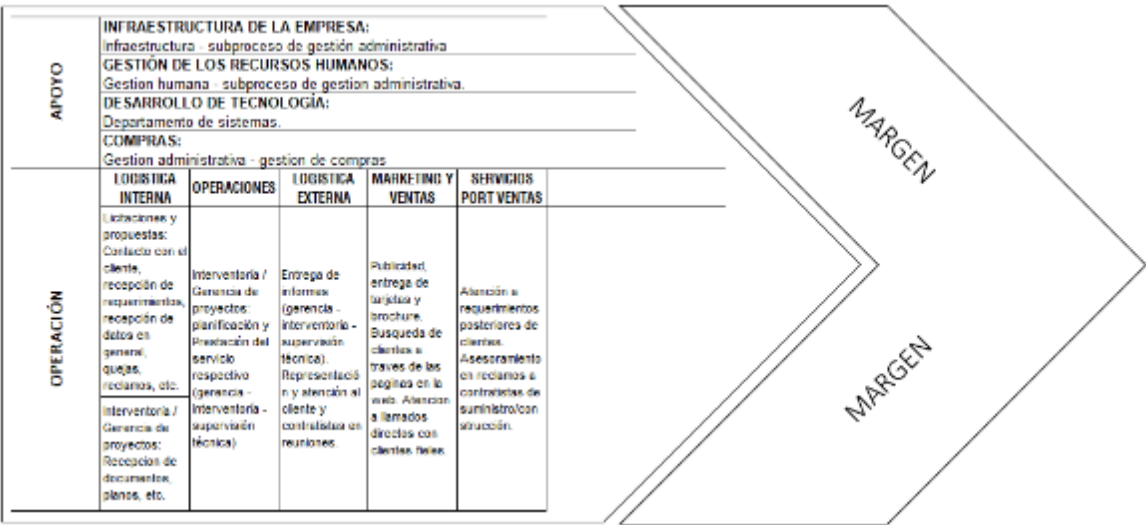 APOYO
INFRAESTRUCTURA DE LA EMPRESA:
Infraestructura - subproceso de gestión administrativa
GESTIÓN DE LOS RECURSOS HUMANOS:
Gestion humana - subproceso de gestion administrativa.
DESARROLLO DE TECNOLOGÍA:
Departamento de sistemas.
COMPRAS:
Gestion administrativa - gestion de compras
OPERACIÓN
LOGISTICA
INTERNA
Licitaciones y
propuestas:
Contacto con el
cliente,
recepción de
requerimientos,
recepción de
datos en
general,
quejas,
reclamos, etc.
Interventoria /
Gerencia de
proyectos:
Recepcion de
documentos,
planos, etc.
OPERACIONES
Interventoria /
Gerencia de
proyectos:
planificación y
Prestación del
servicio
respectivo
(gerencia -
interventoria -
supervisión
técnica)
LOGISTICA
EXTERNA
Entrega de
informes
(gerencia -
interventoria -
supervisión
técnica).
Representació
n y atención al
cliente y
contratistas en
reuniones.
MARKETING Y
VENTAS
Publicidad,
entrega de
tarjetas y
brochure.
Busqueda de
clientes a
traves de las
paginas en la
web. Atencion
a llamados
directos con
clientes fieles
SERVICIOS
PORT VENTAS
Atención a
requerimientos
posteriores de
clientes.
Asesoramiento
en reclamos a
contratistas de
suministro/con
strucción.
MARGEN
MARGEN